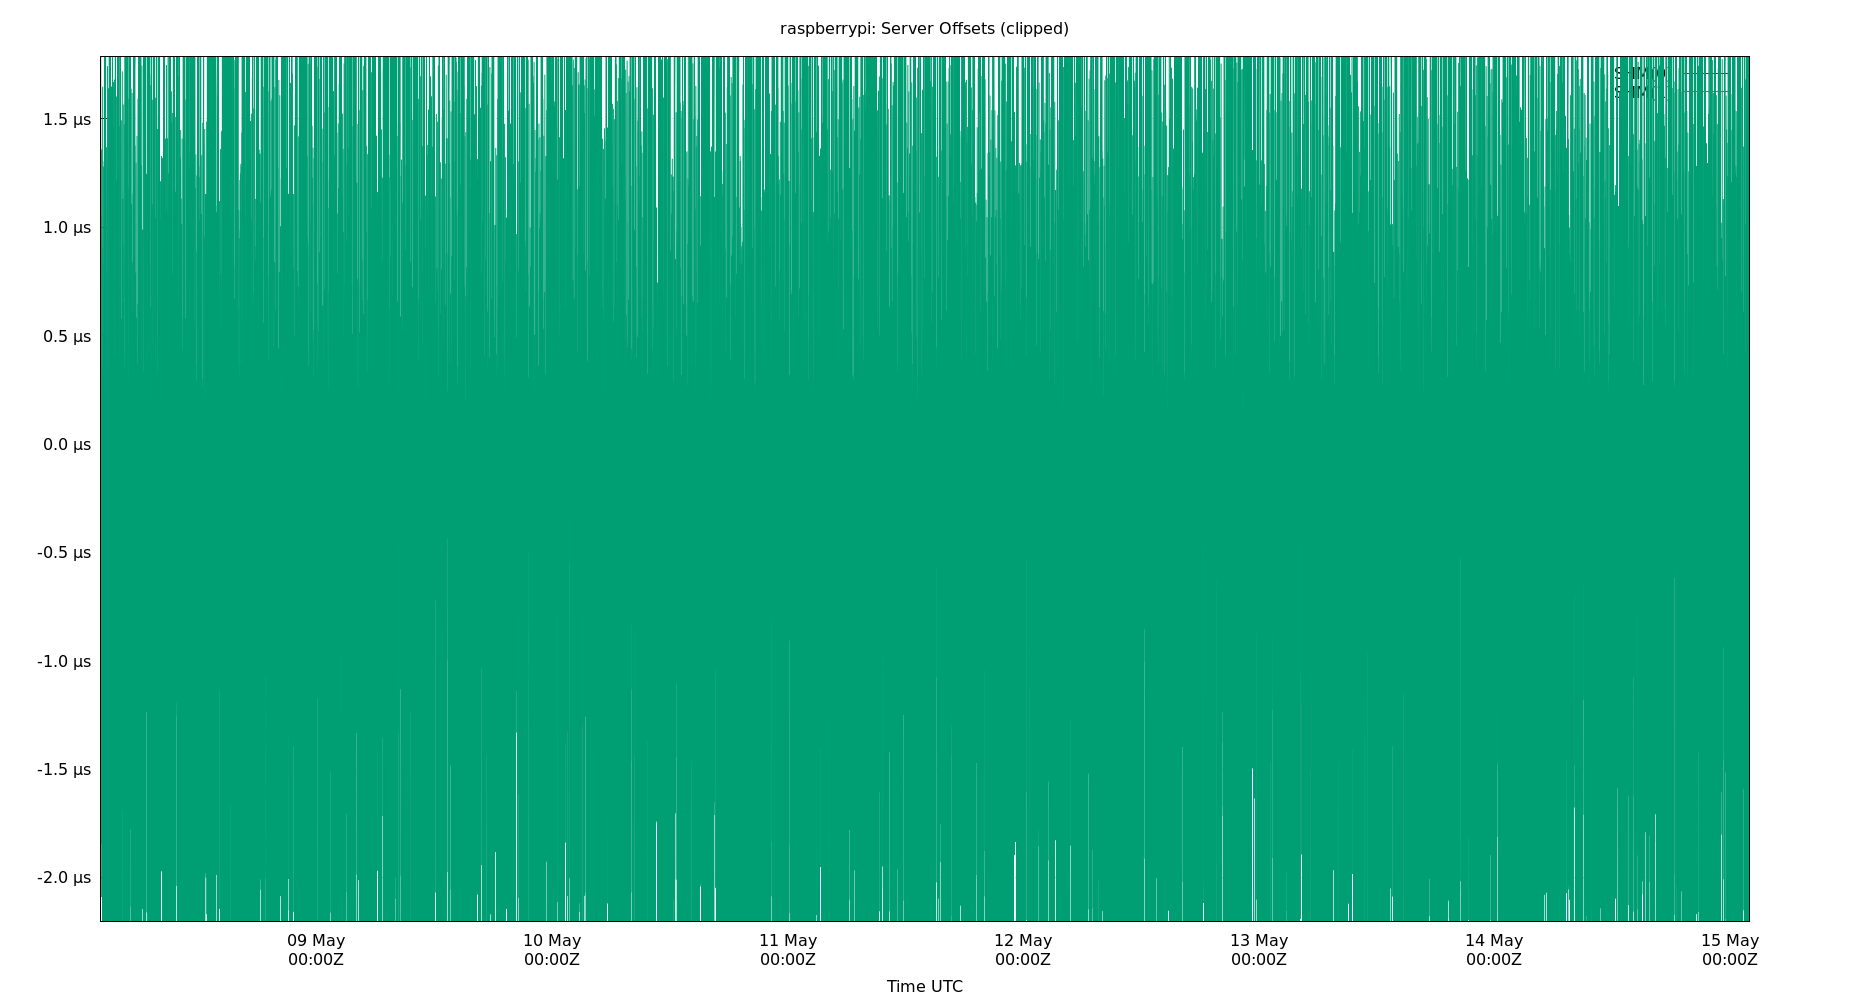 raspberrypi: Server Offsets (clipped)
1.5 µs
1.0 µs
0.5 µs
0.0 µs
-0.5 µs
-1.0 µs
-1.5 µs
-2.0 µs
09 May
00:00Z
10 May
00:00Z
11 May
00:00Z
12 May
00:00Z
13 May
00:00Z
14 May
00:00Z
15 May
00:00Z
Time UTC